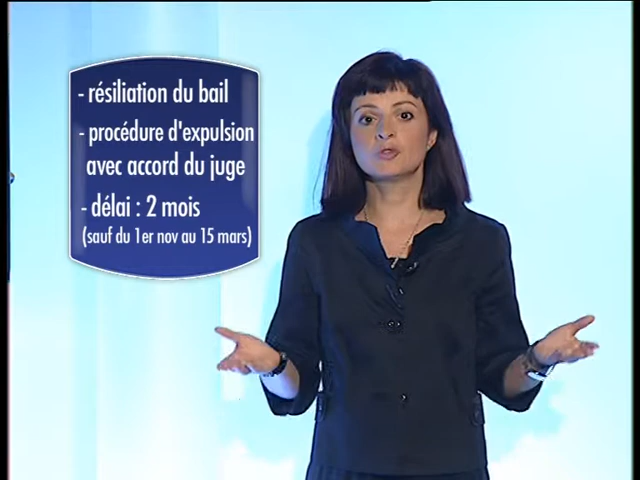 - résiliation du bail
- procédure d'expulsion
avec accord du juge
- délai : 2 mois
(sauf du 1er nov au 15 mars)